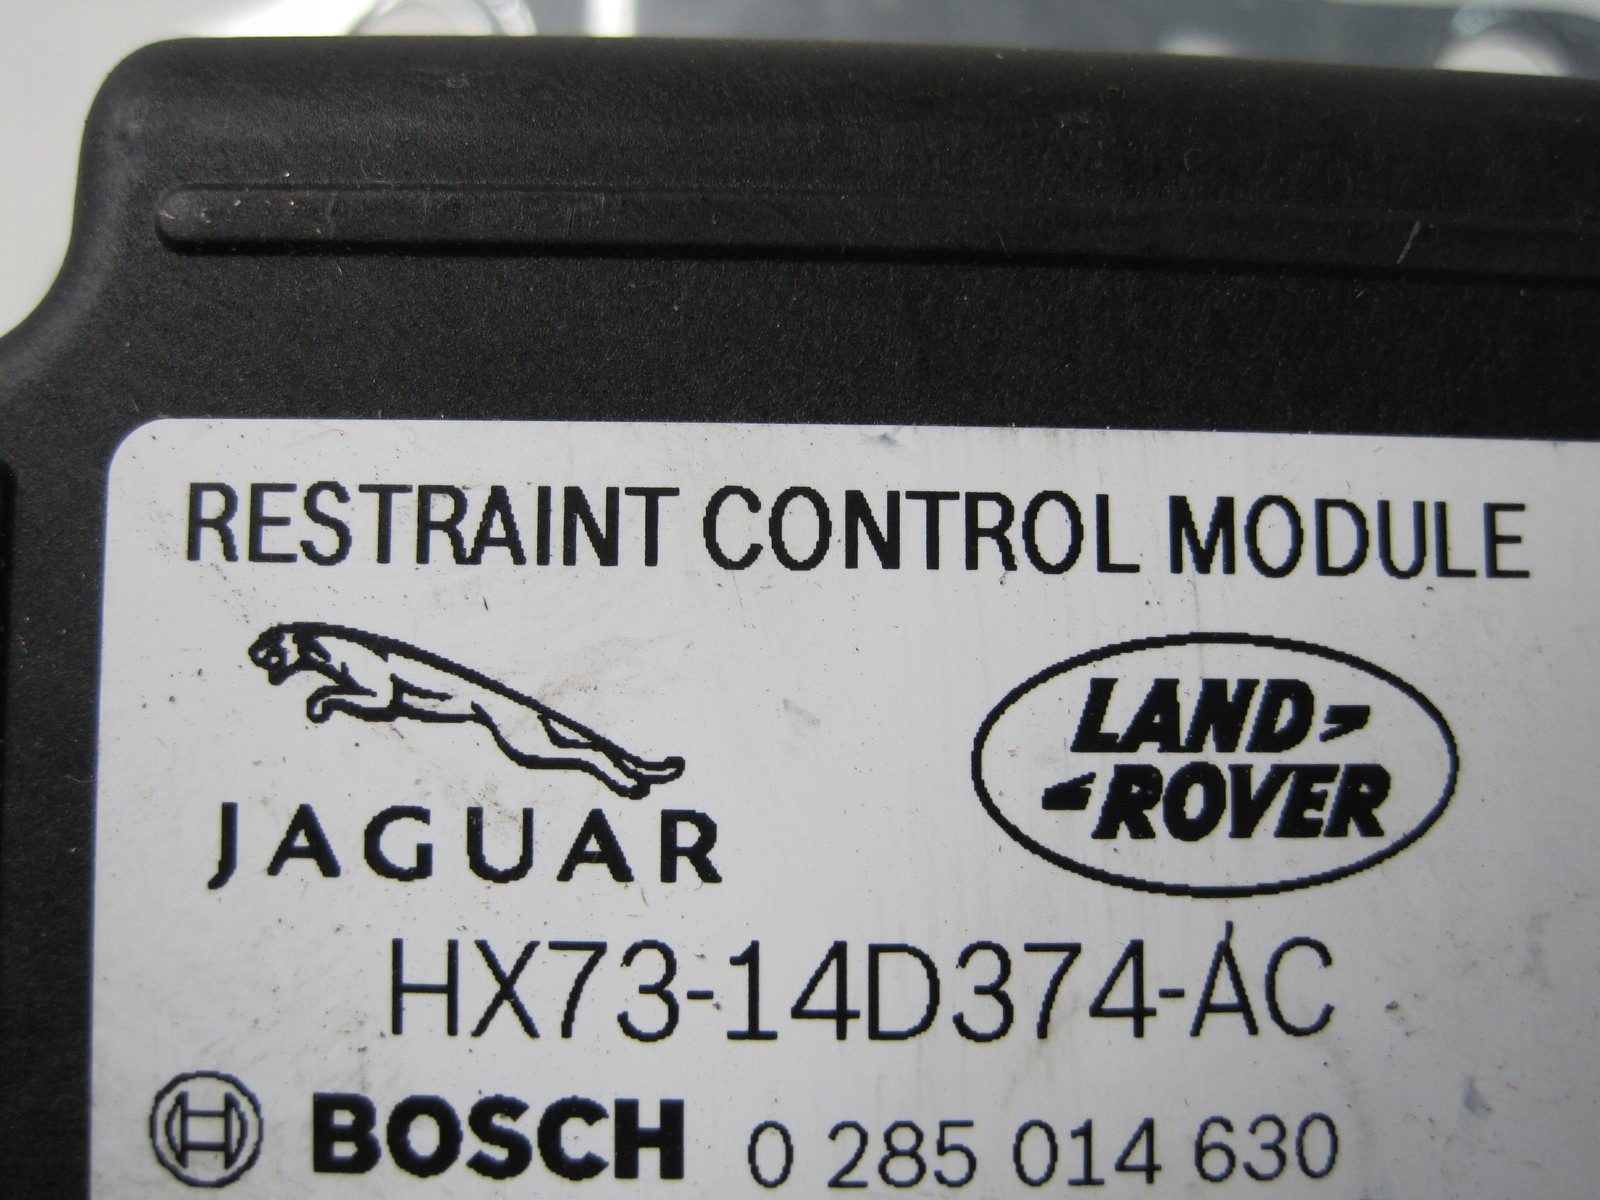 RESTRAINT CONTROL MODULE
JAGUAR
LAND
ROVER
HX73-14D374-AC
BOSCH 0 285 014 630